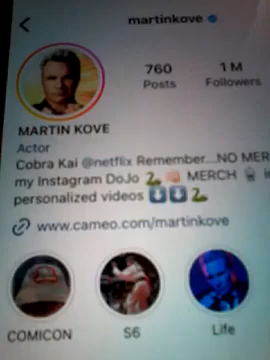 martinkove
760 1 M
Posts Followers
MARTIN KOVE
Actor
Cobra Kai @netflix Remember...NO MER
my Instagram DoJo 🐍 👊🏻 MERCH 🗑️ i
personalized videos ⬇️⬇️ 🐍
www.cameo.com/martinkove
COMICON S6 Life